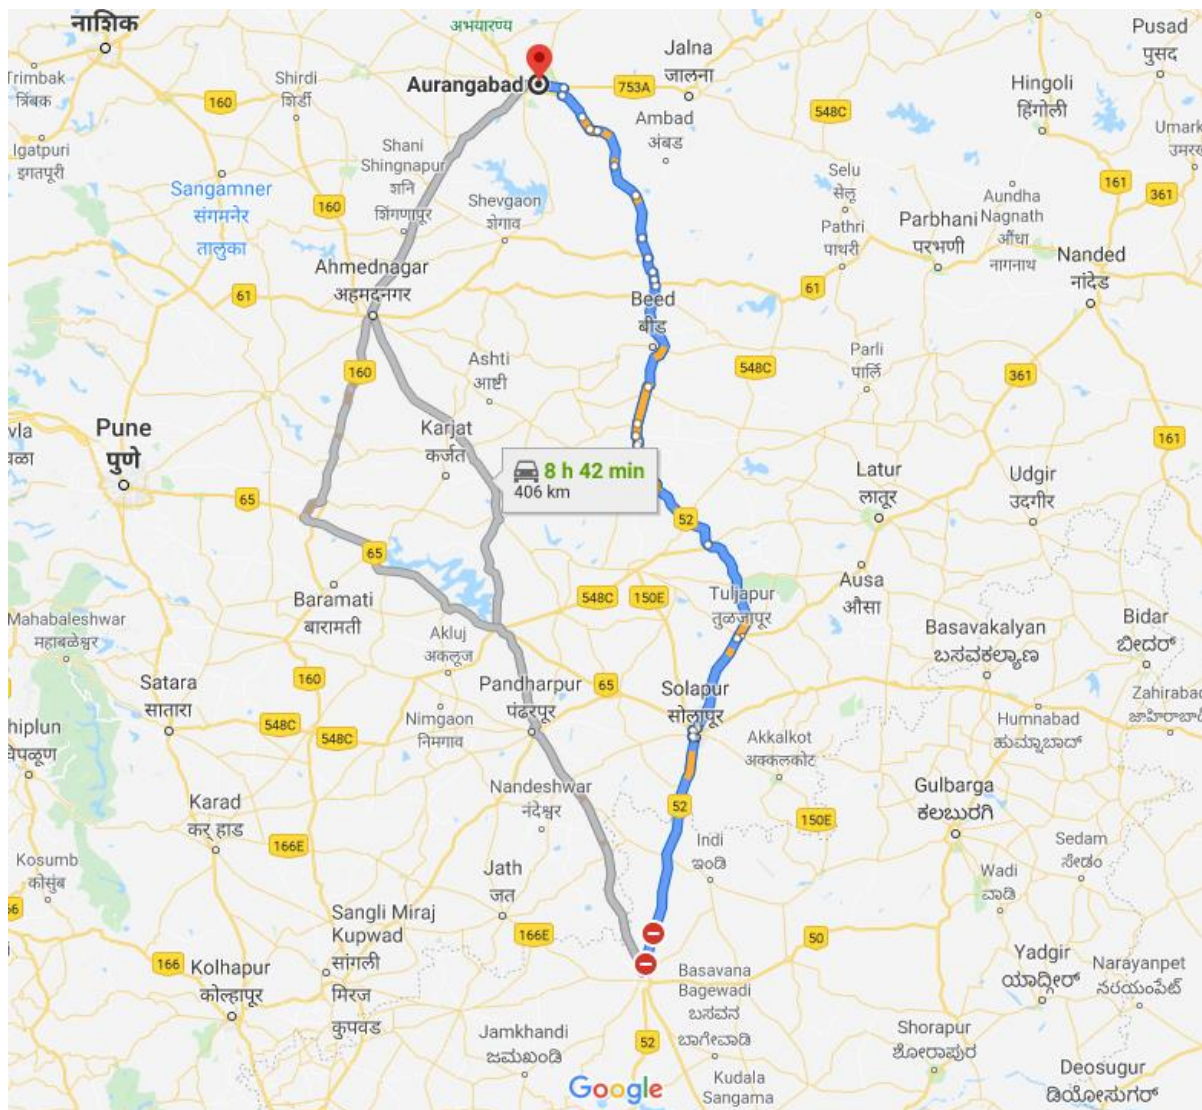 नाशिक
अभयारण्य
Jalna
जालना
Pusad
पुसद
Trimbak
त्रिंबक
Shirdi
शिर्डी
160
Aurangabad
753A
548C
Hingoli
हिंगोली
Igatpuri
इगतपूरी
Shani
Shingnapur
शनि
शिंगणापूर
Ambad
अंबड
Umark
Sangamner
संगमनेर
तालुका
160
Shevgaon
शेगाव
Selu
सेलू
Aundha
Nagnath
औंधा
नागनाथ
161
361
Pathri
पाथरी
Parbhani
परभणी
Nanded
नांदेड
Ahmednagar
अहमदनगर
61
Beed
बीड
61
160
Ashti
आष्टी
548C
Parli
पार्लि
361
Pune
पुणे
Karjat
कर्जत
161
8 h 42 min
406 km
65
52
Latur
लातूर
Udgir
उदगीर
65
Baramati
बारामती
548C
150E
Tuljapur
तुळजापूर
Ausa
औसा
Mahabaleshwar
महाबळेश्वर
Akluj
अकलूज
Basavakalyan
ಬಸವಕಲ್ಯಾಣ
Bidar
ಬೀದರ್
Satara
सातारा
160
Pandharpur
पंढरपूर
65
Solapur
सोलापूर
Zahirabad
548C
548C
Nimgaon
निमगाव
Akkalkot
अक्कलकोट
Humnabad
ಹುಮ್ನಾಬಾದ್
hiplun
Karad
कर्‍हाड
166E
Nandeshwar
नंदेश्वर
52
150E
Gulbarga
ಕಲಬುರಗಿ
Kosumb
कोसुंब
66
Jath
जत
Indi
ಇಂಡಿ
Wadi
ವಾಡಿ
Sedam
ಸೇಡಂ
Sangli Miraj
Kupwad
सांगली
मिरज
कुपवड
166E
50
166
Kolhapur
कोल्हापूर
Basavana
Bagewadi
ಬಸವನ
ಬಾಗೇವಾಡಿ
Yadgir
ಯಾದ್ಗೀರ್
Narayanpet
Jamkhandi
ಜಮಖಂಡಿ
52
Shorapur
ಶೋರಾಪುರ
Google
Kudala
Sangama
Deosugur
ಡಿಯೋಸುಗರ್